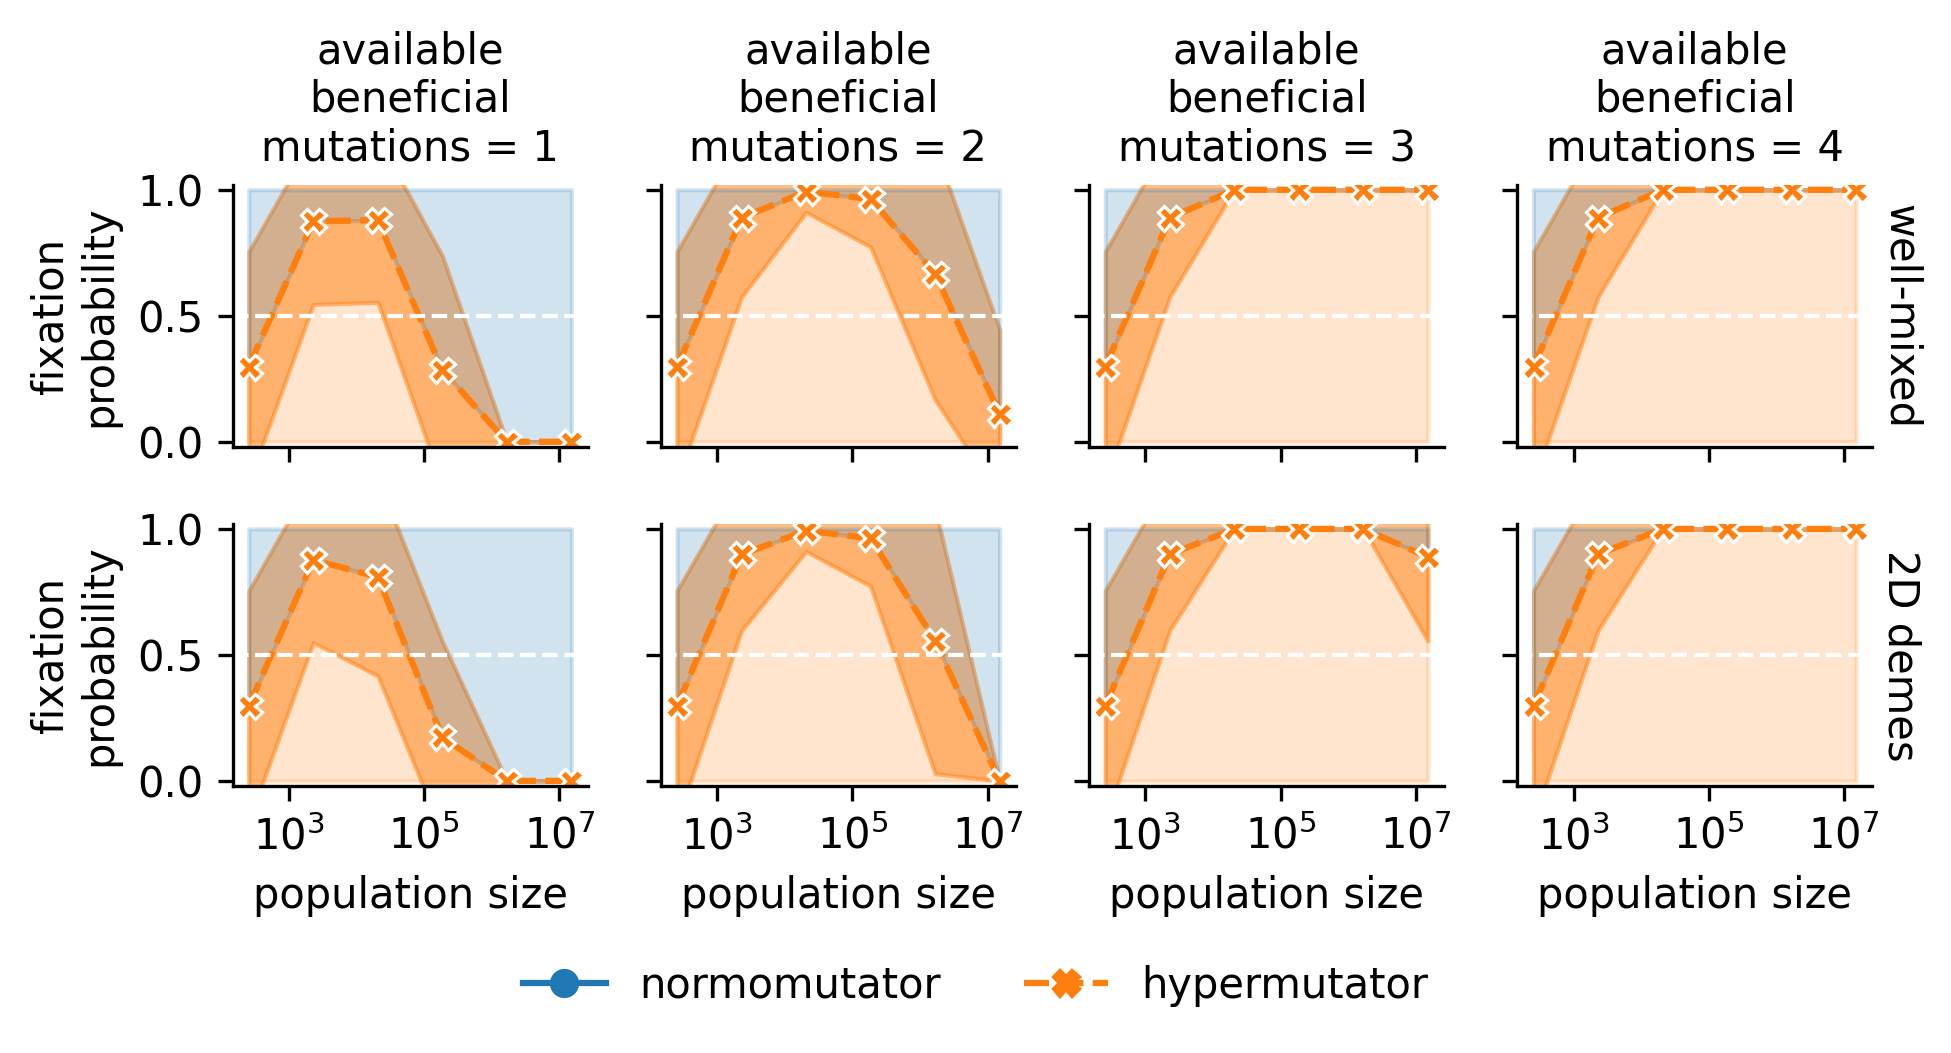 available
beneficial
mutations = 1
available
beneficial
mutations = 2
available
beneficial
mutations = 3
available
beneficial
mutations = 4
fixation
probability
1.0
0.5
0.0
well-mixed
fixation
probability
1.0
0.5
0.0
2D demes
10³ 10⁵ 10⁷
10³ 10⁵ 10⁷
10³ 10⁵ 10⁷
10³ 10⁵ 10⁷
population size
population size
population size
population size
normomutator
hypermutator